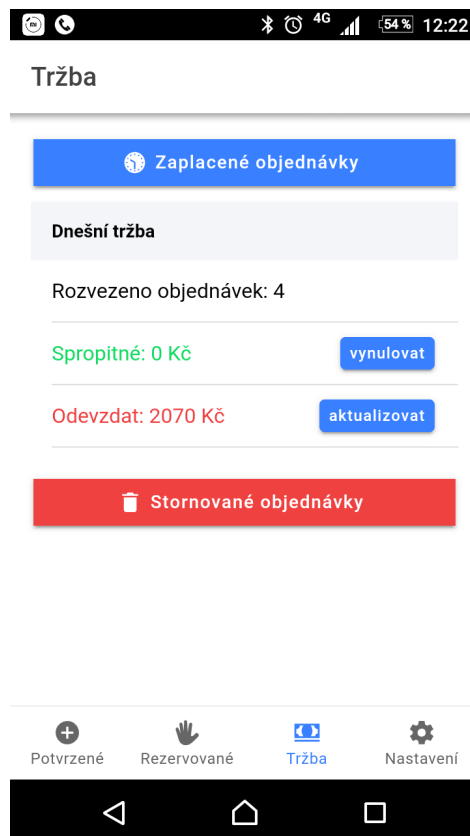 4G 54% 12:22
Tržba
Zaplacené objednávky
Dnešní tržba
Rozvezeno objednávek: 4
Spropitné: 0 Kč vynulovat
Odevzdat: 2070 Kč aktualizovat
Stornované objednávky
Potvrzené Rezervované Tržba Nastavení